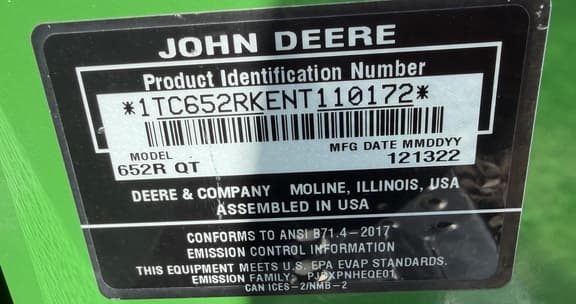 JOHN DEERE
Product Identification Number
*1TC652RKENT110172*
MODEL MFG DATE MMDDYY
652R QT 121322
DEERE & COMPANY MOLINE, ILLINOIS, USA
ASSEMBLED IN USA
CONFORMS TO ANSI B71.4-2017
EMISSION CONTROL INFORMATION
THIS EQUIPMENT MEETS U.S. EPA EVAP STANDARDS.
EMISSION FAMILY:
CAN ICES-2/NMB-2